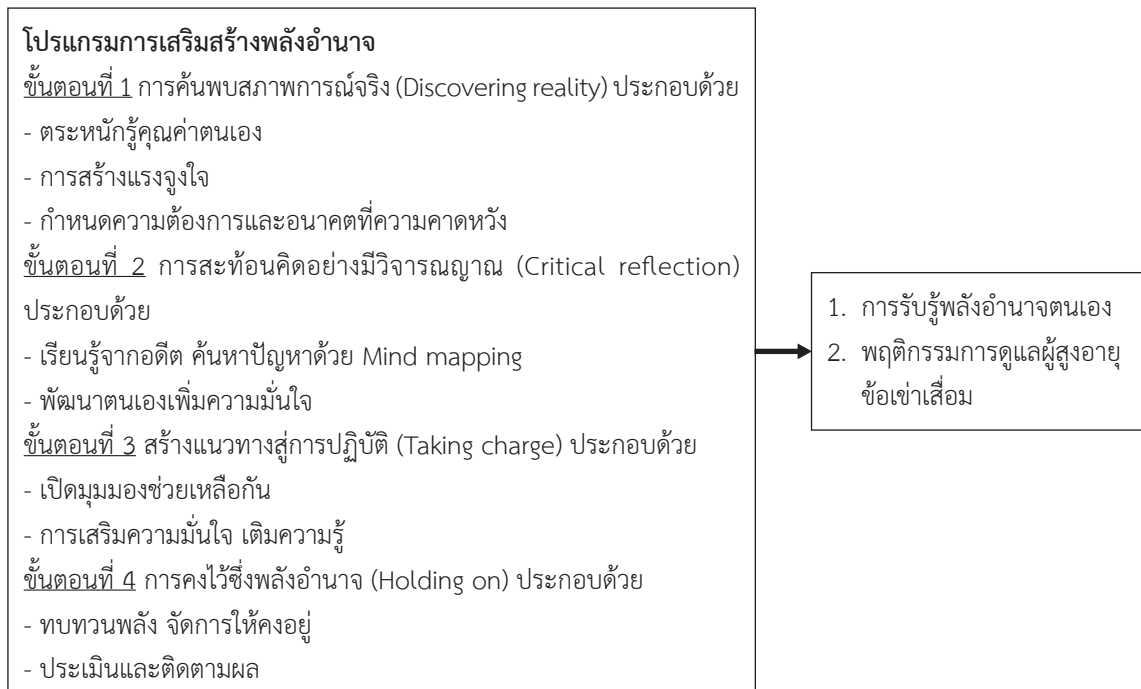 โปรแกรมการเสริมสร้างพลังอำนาจ
ขั้นตอนที่ 1 การค้นพบสภาพการณ์จริง (Discovering reality) ประกอบด้วย
- ตระหนักรู้คุณค่าตนเอง
- การสร้างแรงจูงใจ
- กำหนดความต้องการและอนาคตที่ความคาดหวัง
ขั้นตอนที่ 2 การสะท้อนคิดอย่างมีวิจารณญาณ (Critical reflection)
ประกอบด้วย
- เรียนรู้จากอดีต ค้นหาปัญหาด้วย Mind mapping
- พัฒนาตนเองเพิ่มความมั่นใจ
ขั้นตอนที่ 3 สร้างแนวทางสู่การปฏิบัติ (Taking charge) ประกอบด้วย
- เปิดมุมมองช่วยเหลือกัน
- การเสริมความมั่นใจ เติมความรู้
ขั้นตอนที่ 4 การคงไว้ซึ่งพลังอำนาจ (Holding on) ประกอบด้วย
- ทบทวนพลัง จัดการให้คงอยู่
- ประเมินและติดตามผล
1. การรับรู้พลังอำนาจตนเอง
2. พฤติกรรมการดูแลผู้สูงอายุ
ข้อเข่าเสื่อม